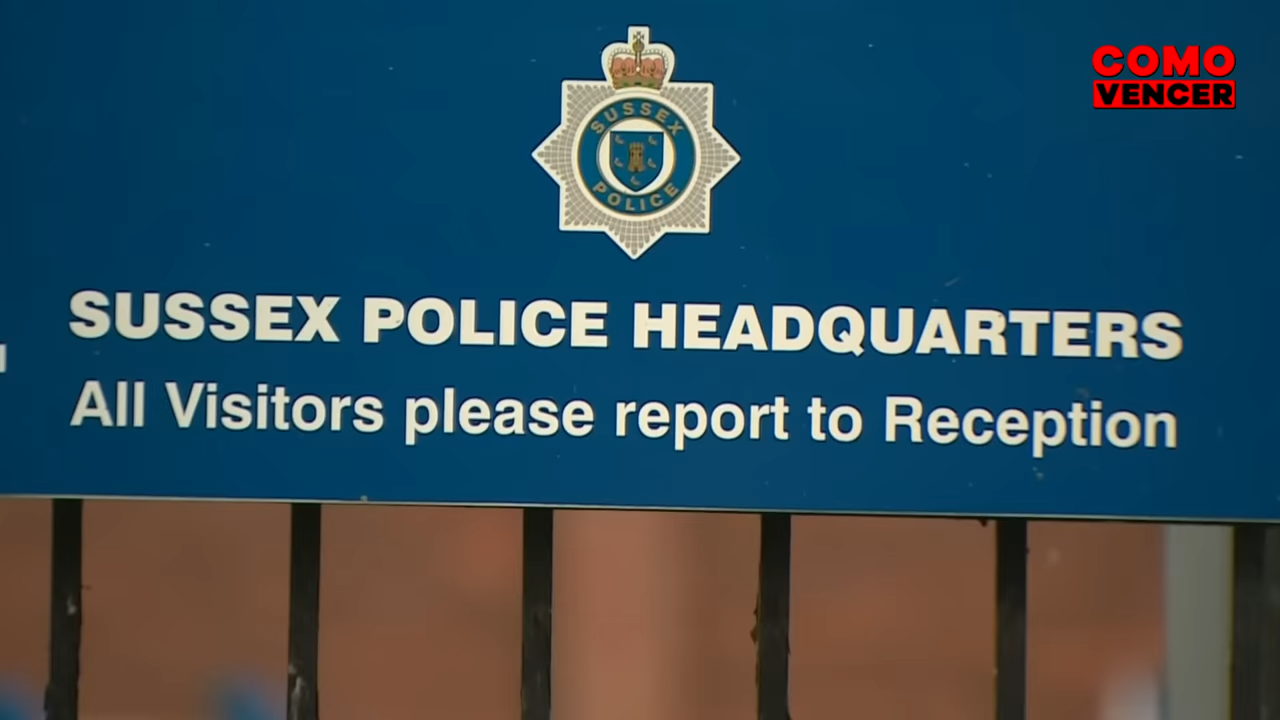 COMO
VENCER
SUSSEX
POLICE
SUSSEX POLICE HEADQUARTERS
All Visitors please report to Reception